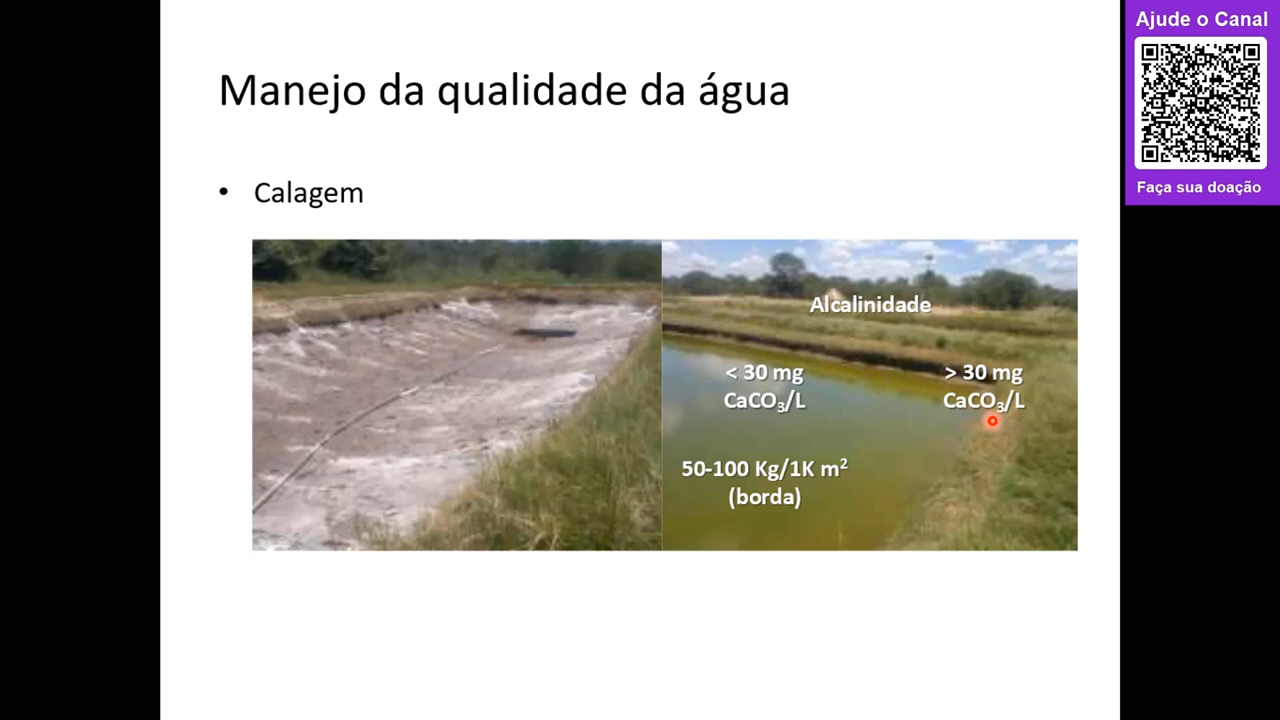 Ajude o Canal
Faça sua doação
Manejo da qualidade da água
• Calagem
Alcalinidade
< 30 mg
CaCO₃/L
> 30 mg
CaCO₃/L
50-100 Kg/1K m²
(borda)